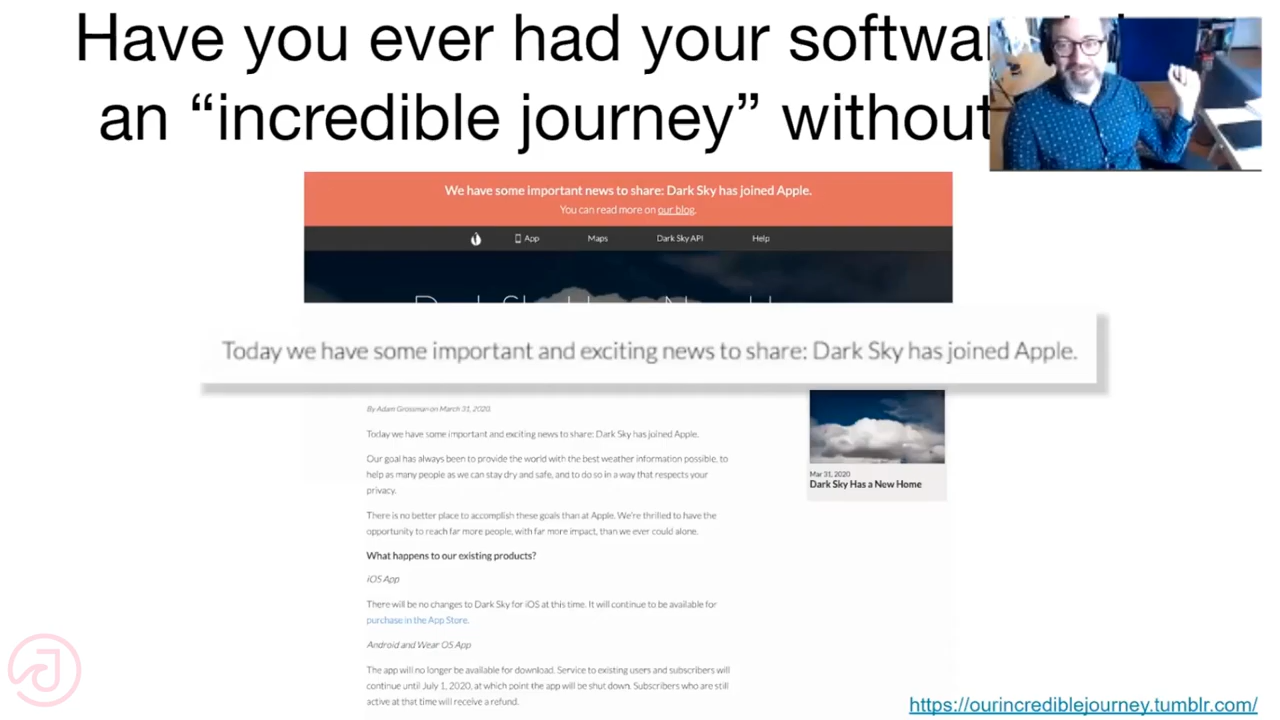 Have you ever had your softwar
an “incredible journey” without
We have some important news to share: Dark Sky has joined Apple.
You can read more on our blog.
App Maps Dark Sky API Help
Today we have some important and exciting news to share: Dark Sky has joined Apple.
By Adam Grossman on March 31, 2020.
Today we have some important and exciting news to share: Dark Sky has joined Apple.
Our goal has always been to provide the world with the best weather information possible, to
help as many people as we can stay dry and safe, and to do so in a way that respects your
privacy.
There is no better place to accomplish these goals than at Apple. We're thrilled to have the
opportunity to reach far more people, with far more impact, than we ever could alone.
What happens to our existing products?
iOS App
There will be no changes to Dark Sky for iOS at this time. It will continue to be available for
purchase in the App Store.
Android and Wear OS App
The app will no longer be available for download. Service to existing users and subscribers will
continue until July 1, 2020, at which point the app will be shut down. Subscribers who are still
active at that time will receive a refund.
Mar 31, 2020
Dark Sky Has a New Home
https://ourincrediblejourney.tumblr.com/